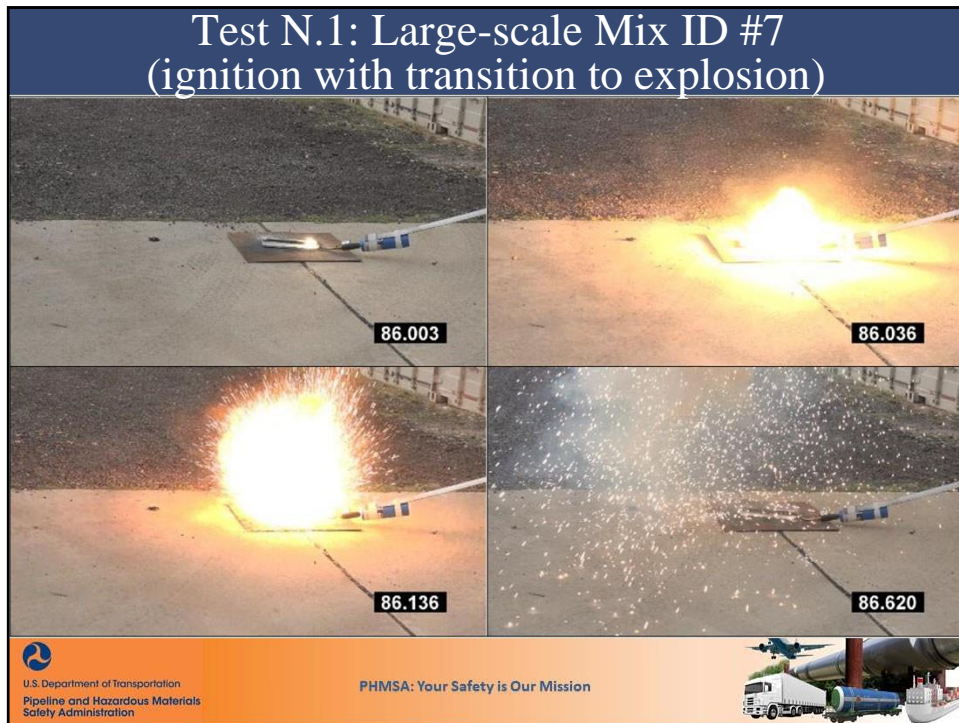 Test N.1: Large-scale Mix ID #7
(ignition with transition to explosion)
86.003
86.036
86.136
86.620
U.S. Department of Transportation
Pipeline and Hazardous Materials
Safety Administration
PHMSA: Your Safety is Our Mission